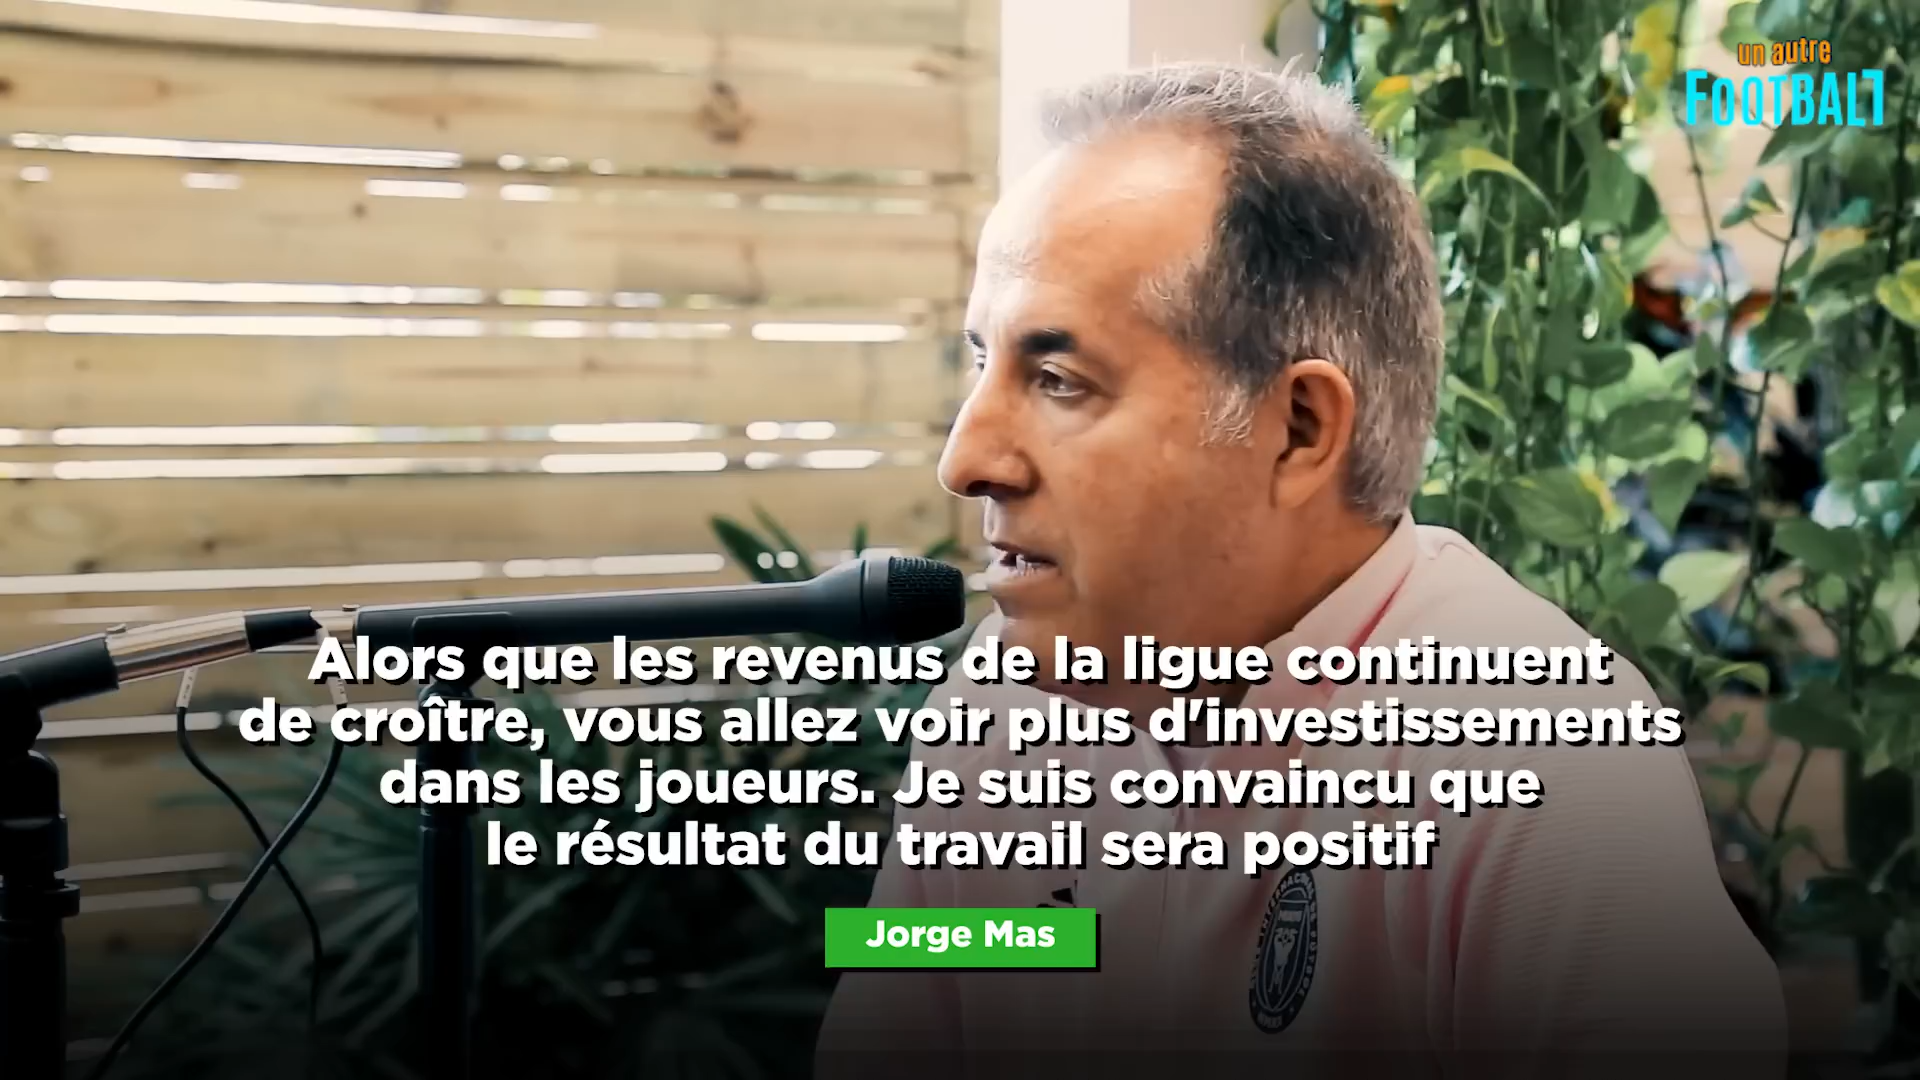 un autre
FOOTBALL
Alors que les revenus de la ligue continuent
de croître, vous allez voir plus d'investissements
dans les joueurs. Je suis convaincu que
le résultat du travail sera positif
Jorge Mas